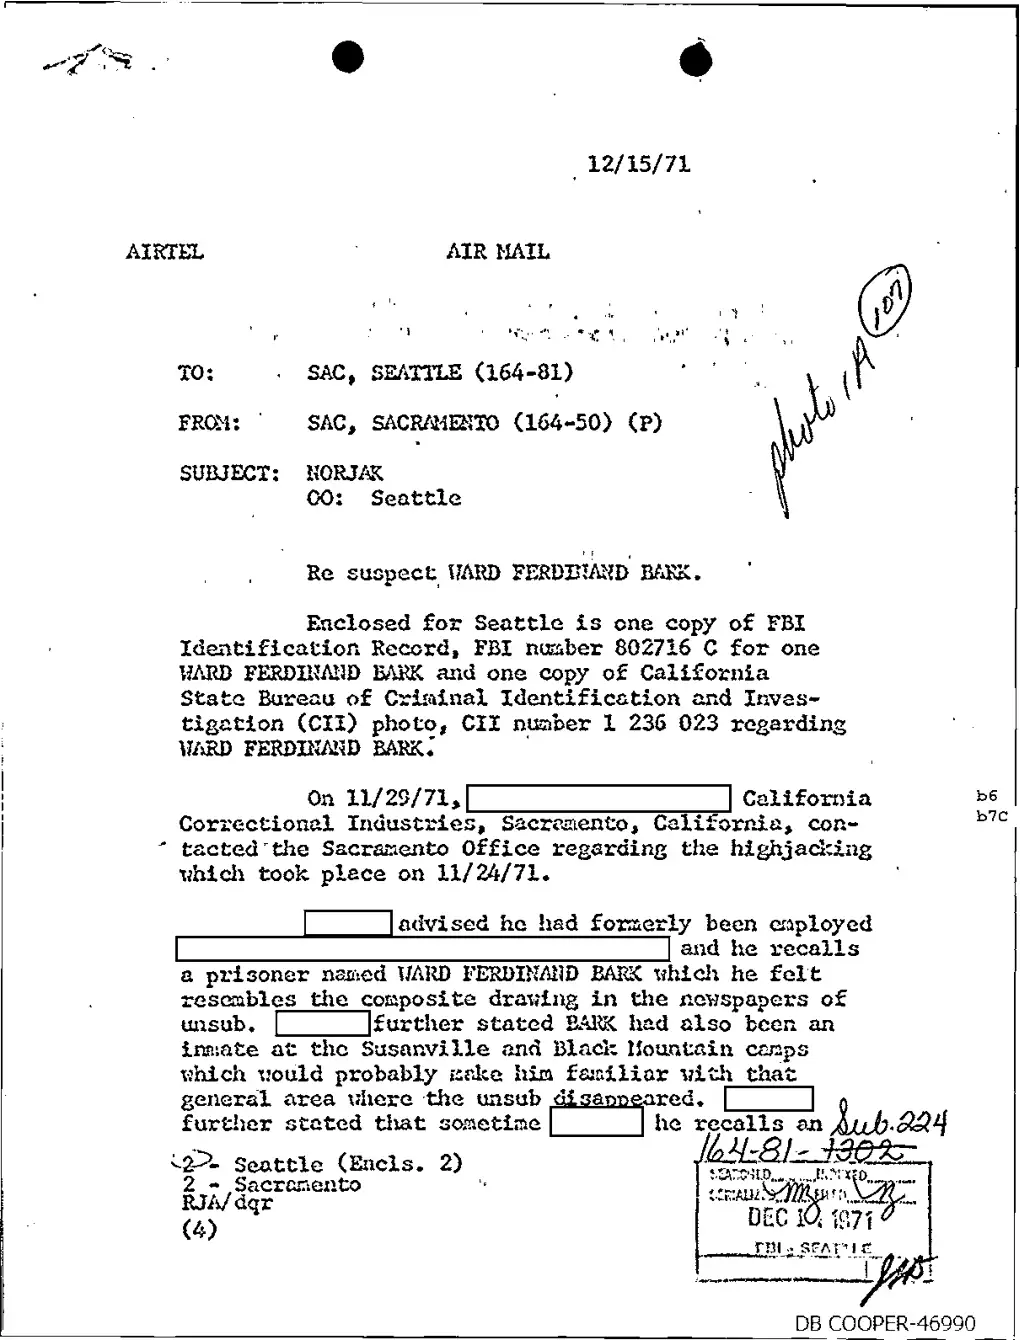 12/15/71
AIRTEL AIR MAIL
photo 1A 107
TO: SAC, SEATTLE (164-81)
FROM: SAC, SACRAMENTO (164-50) (P)
SUBJECT: NORJAK
OO: Seattle
Re suspect WARD FERDINAND BARK.
Enclosed for Seattle is one copy of FBI
Identification Record, FBI number 802716 C for one
WARD FERDINAND BARK and one copy of California
State Bureau of Criminal Identification and Inves-
tigation (CII) photo, CII number 1 236 023 regarding
WARD FERDINAND BARK.
On 11/29/71, California
b6
b7C
Correctional Industries, Sacramento, California, con-
tacted the Sacramento Office regarding the highjacking
which took place on 11/24/71.
advised he had formerly been employed
and he recalls
a prisoner named WARD FERDINAND BARK which he felt
resembles the composite drawing in the newspapers of
unsub. further stated BARK had also been an
inmate at the Susanville and Black Mountain camps
which would probably make him familiar with that
general area where the unsub disappeared.
further stated that sometime he recalls an
Sub. 224
164-81-1302
2 - Seattle (Encls. 2)
2 - Sacramento
RJA/dqr
(4)
1971
FBI - SEATTLE
DB COOPER-46990